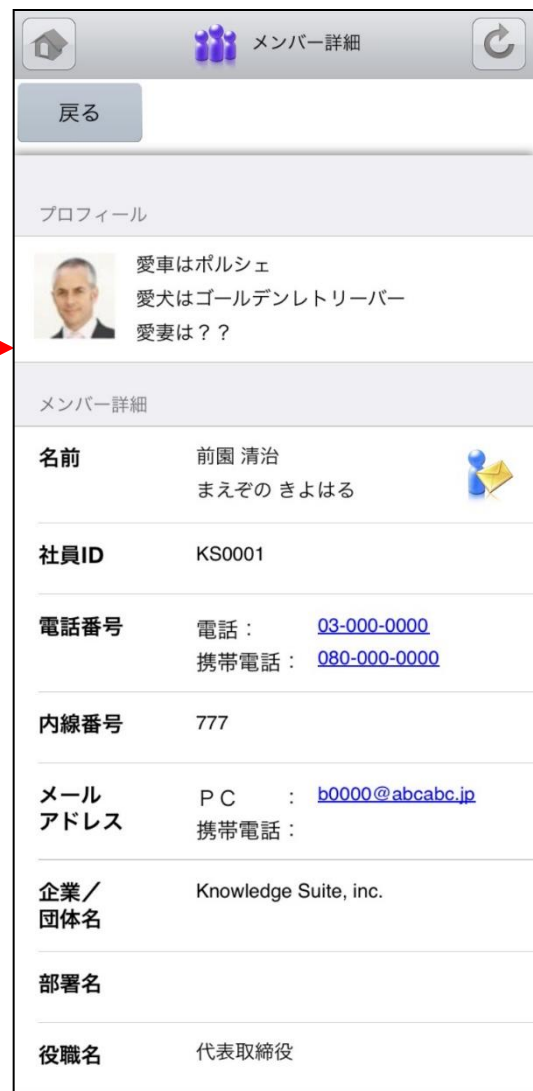 メンバー詳細
戻る
プロフィール
愛車はポルシェ
愛犬はゴールデンレトリーバー
愛妻は？？
メンバー詳細
名前 前園 清治
まえぞの きよはる
社員ID KS0001
電話番号 電話： 03-000-0000
携帯電話： 080-000-0000
内線番号 777
メール
アドレス ＰＣ ： b0000@abcabc.jp
携帯電話：
企業／
団体名 Knowledge Suite, inc.
部署名
役職名 代表取締役